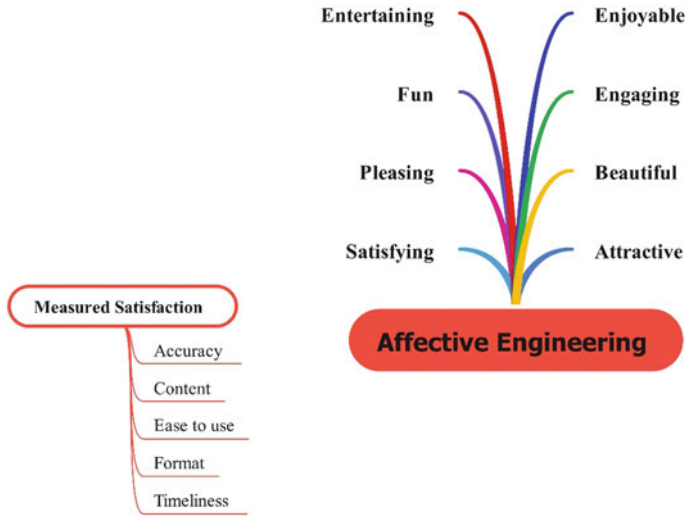 Entertaining
Enjoyable
Fun
Engaging
Pleasing
Beautiful
Satisfying
Attractive
Affective Engineering
Measured Satisfaction
Accuracy
Content
Ease to use
Format
Timeliness